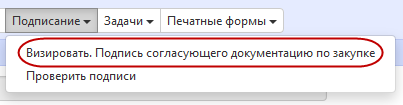 Подписание Задачи Печатные формы
Визировать. Подпись согласующего документацию по закупке
Проверить подписи